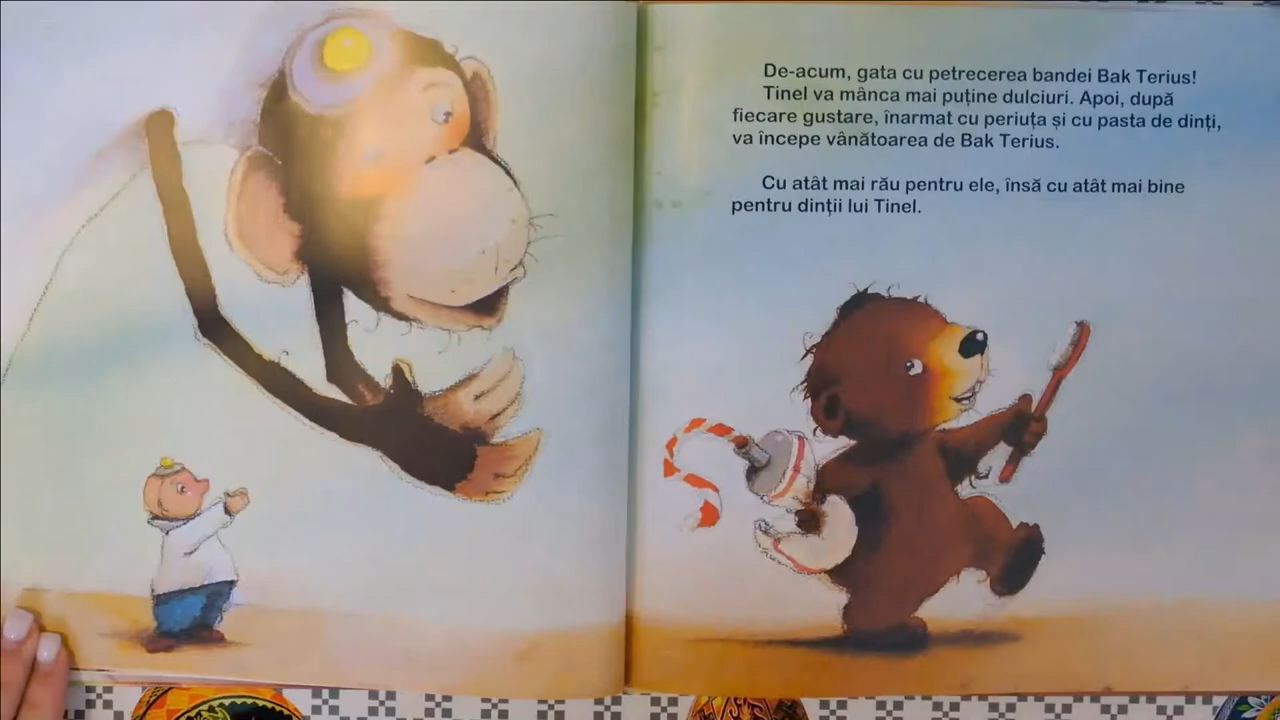 De-acum, gata cu petrecerea bandei Bak Terius!
Tinel va mânca mai puține dulciuri. Apoi, după
fiecare gustare, înarmat cu periuța și cu pasta de dinți,
va începe vânătoarea de Bak Terius.
Cu atât mai rău pentru ele, însă cu atât mai bine
pentru dinții lui Tinel.